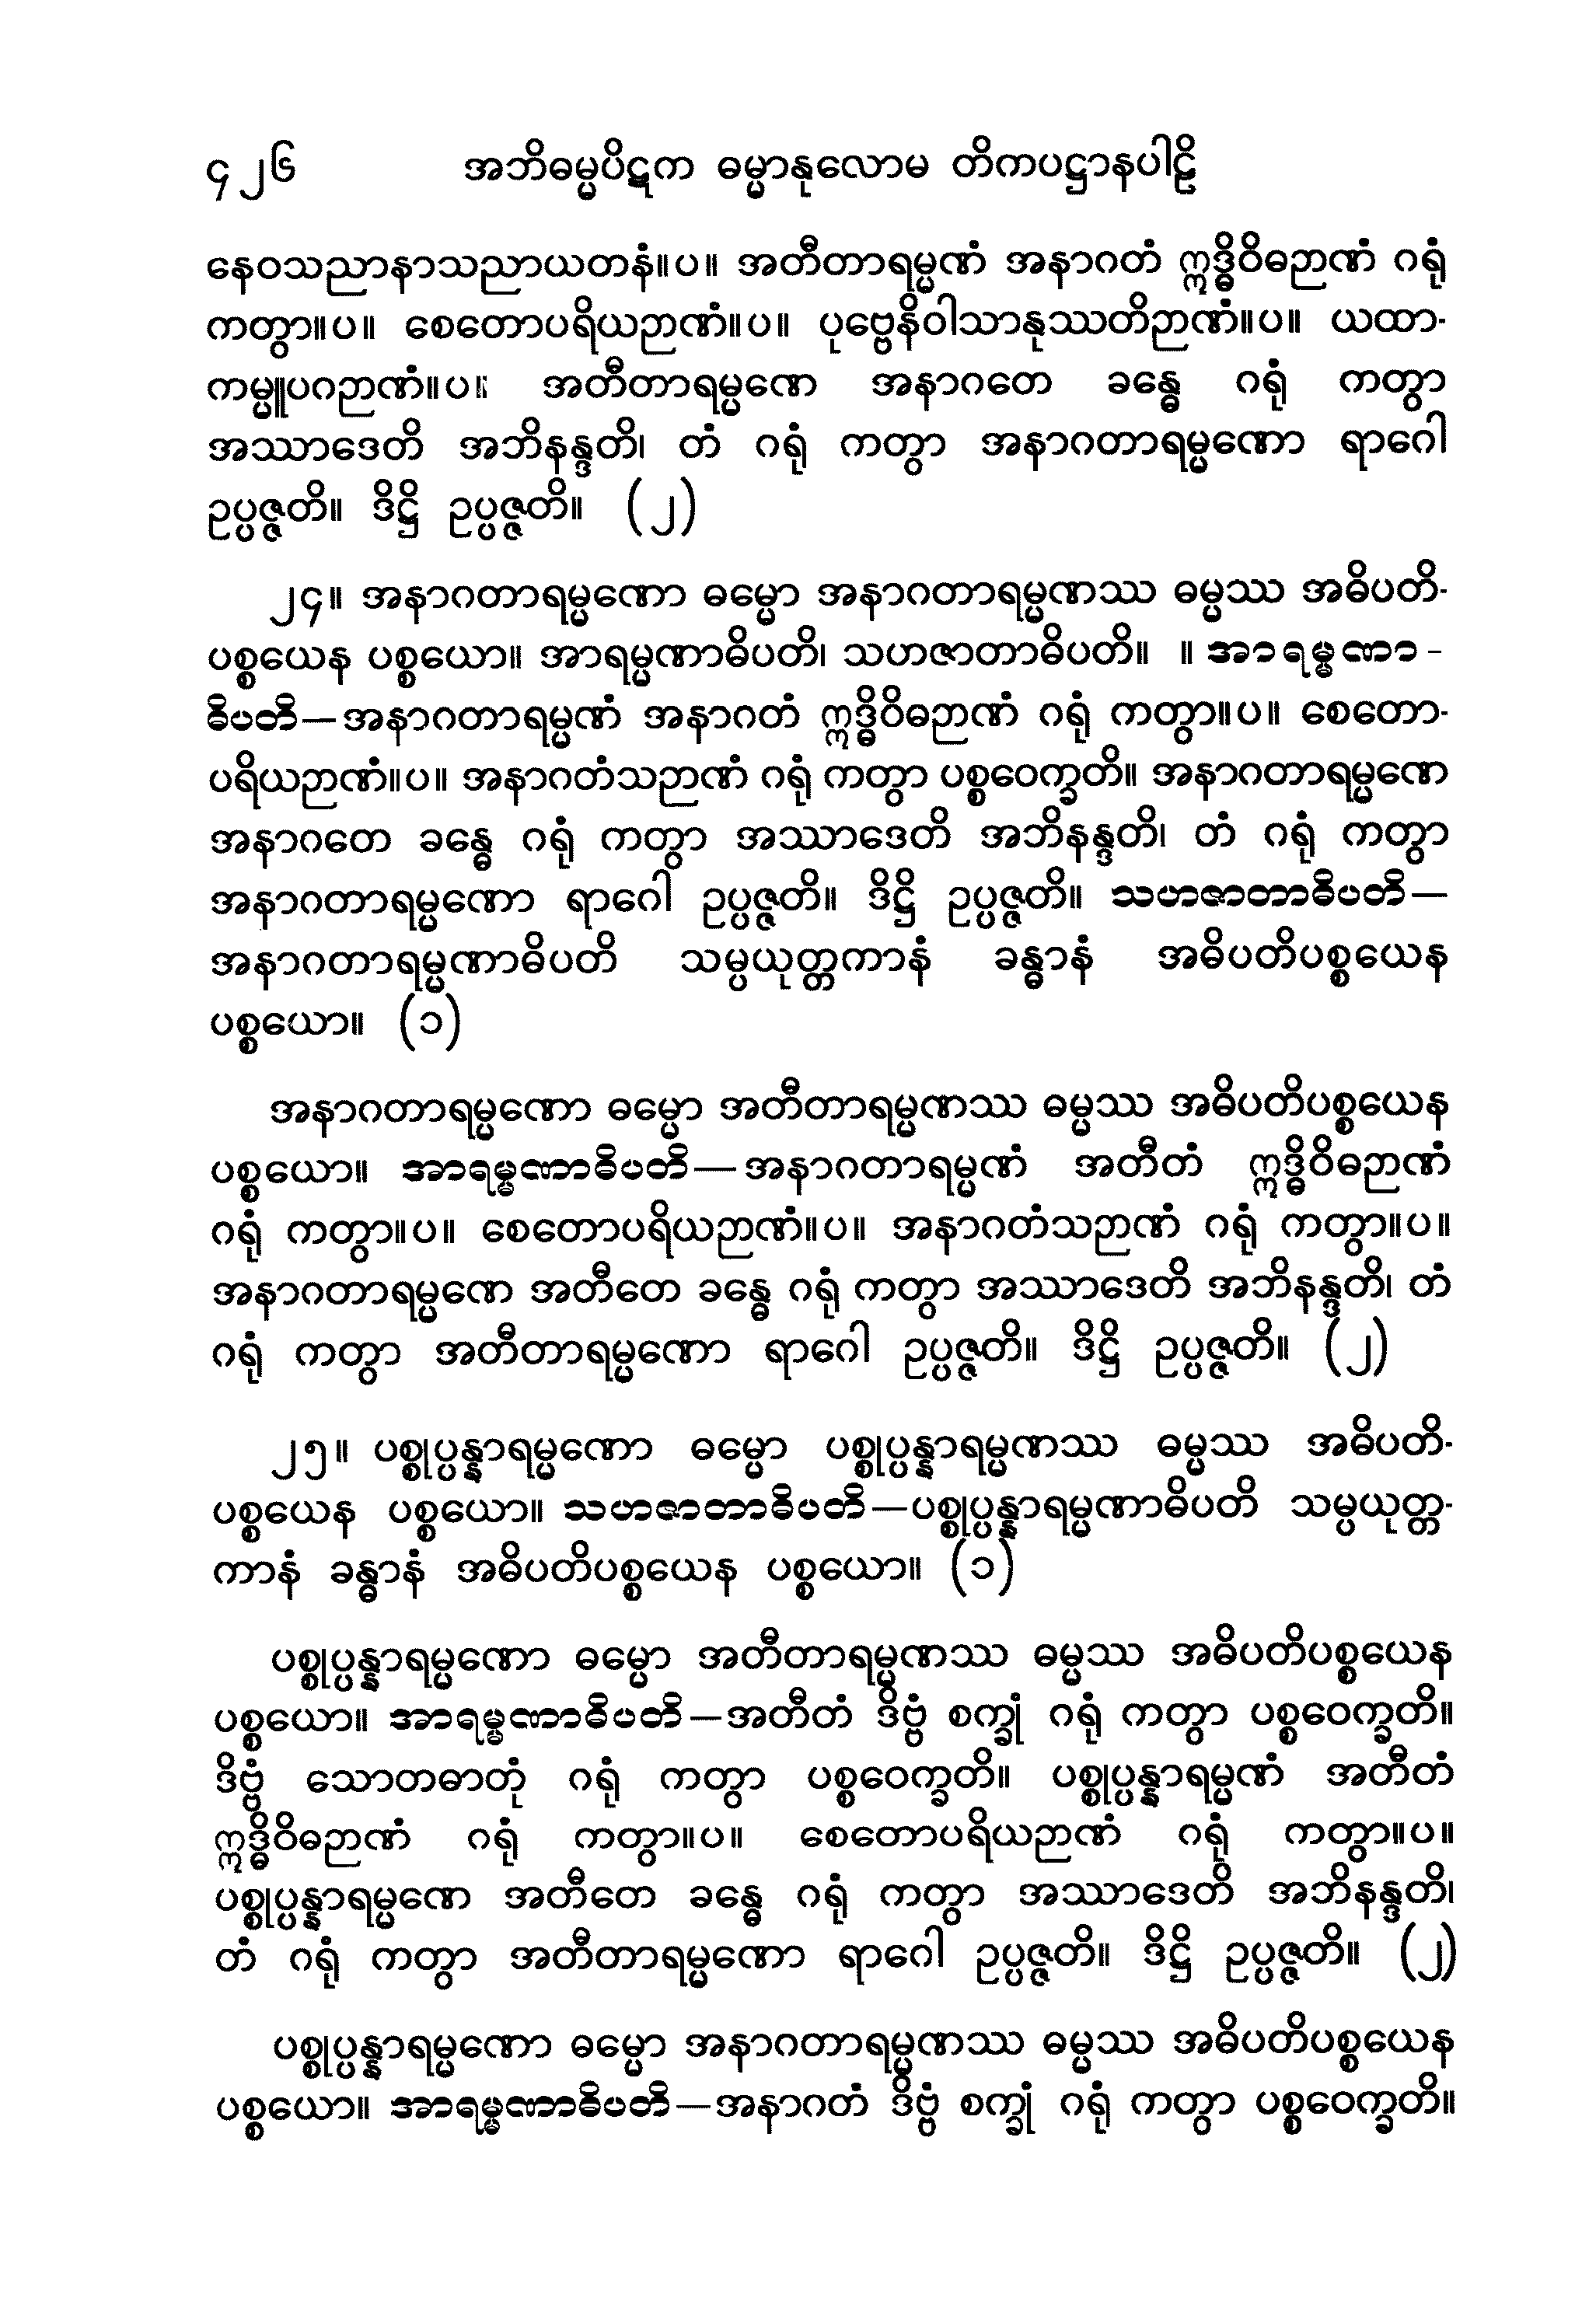 ၄၂၆ အဘိဓမ္မပိဋက ဓမ္မာနုလောမ တိကပဋ္ဌာနပါဠိ
နေဝသညာနာသညာယတနံ။ပ။ အတီတာရမ္မဏံ အနာဂတံ ဣဒ္ဓိဝိဓဉာဏံ ဂရုံ
ကတွာ။ပ။ စေတောပရိယဉာဏံ။ပ။ ပုဗ္ဗေနိဝါသာနုဿတိဉာဏံ။ပ။ ယထာ-
ကမ္မူပဂဉာဏံ။ပ။ အတီတာရမ္မဏေ အနာဂတေ ခန္ဓေ ဂရုံ ကတွာ
အဿာဒေတိ အဘိနန္ဒတိ၊ တံ ဂရုံ ကတွာ အနာဂတာရမ္မဏော ရာဂေါ
ဥပ္ပဇ္ဇတိ။ ဒိဋ္ဌိ ဥပ္ပဇ္ဇတိ။ (၂)
၂၄။ အနာဂတာရမ္မဏော ဓမ္မော အနာဂတာရမ္မဏဿ ဓမ္မဿ အဓိပတိ-
ပစ္စယေန ပစ္စယော။ အာရမ္မဏာဓိပတိ၊ သဟဇာတာဓိပတိ။ ။ အာရမ္မဏာ-
ဓိပတိ—အနာဂတာရမ္မဏံ အနာဂတံ ဣဒ္ဓိဝိဓဉာဏံ ဂရုံ ကတွာ။ပ။ စေတော-
ပရိယဉာဏံ။ပ။ အနာဂတံသဉာဏံ ဂရုံ ကတွာ ပစ္စဝေက္ခတိ။ အနာဂတာရမ္မဏေ
အနာဂတေ ခန္ဓေ ဂရုံ ကတွာ အဿာဒေတိ အဘိနန္ဒတိ၊ တံ ဂရုံ ကတွာ
အနာဂတာရမ္မဏော ရာဂေါ ဥပ္ပဇ္ဇတိ။ ဒိဋ္ဌိ ဥပ္ပဇ္ဇတိ။ သဟဇာတာဓိပတိ—
အနာဂတာရမ္မဏာဓိပတိ သမ္ပယုတ္တကာနံ ခန္ဓာနံ အဓိပတိပစ္စယေန
ပစ္စယော။ (၁)
အနာဂတာရမ္မဏော ဓမ္မော အတီတာရမ္မဏဿ ဓမ္မဿ အဓိပတိပစ္စယေန
ပစ္စယော။ အာရမ္မဏာဓိပတိ—အနာဂတာရမ္မဏံ အတီတံ ဣဒ္ဓိဝိဓဉာဏံ
ဂရုံ ကတွာ။ပ။ စေတောပရိယဉာဏံ။ပ။ အနာဂတံသဉာဏံ ဂရုံ ကတွာ။ပ။
အနာဂတာရမ္မဏေ အတီတေ ခန္ဓေ ဂရုံ ကတွာ အဿာဒေတိ အဘိနန္ဒတိ၊ တံ
ဂရုံ ကတွာ အတီတာရမ္မဏော ရာဂေါ ဥပ္ပဇ္ဇတိ။ ဒိဋ္ဌိ ဥပ္ပဇ္ဇတိ။ (၂)
၂၅။ ပစ္စုပ္ပန္နာရမ္မဏော ဓမ္မော ပစ္စုပ္ပန္နာရမ္မဏဿ ဓမ္မဿ အဓိပတိ-
ပစ္စယေန ပစ္စယော။ သဟဇာတာဓိပတိ—ပစ္စုပ္ပန္နာရမ္မဏာဓိပတိ သမ္ပယုတ္တ-
ကာနံ ခန္ဓာနံ အဓိပတိပစ္စယေန ပစ္စယော။ (၁)
ပစ္စုပ္ပန္နာရမ္မဏော ဓမ္မော အတီတာရမ္မဏဿ ဓမ္မဿ အဓိပတိပစ္စယေန
ပစ္စယော။ အာရမ္မဏာဓိပတိ—အတီတံ ဒိဗ္ဗံ စက္ခုံ ဂရုံ ကတွာ ပစ္စဝေက္ခတိ။
ဒိဗ္ဗံ သောတဓာတုံ ဂရုံ ကတွာ ပစ္စဝေက္ခတိ။ ပစ္စုပ္ပန္နာရမ္မဏံ အတီတံ
ဣဒ္ဓိဝိဓဉာဏံ ဂရုံ ကတွာ။ပ။ စေတောပရိယဉာဏံ ဂရုံ ကတွာ။ပ။
ပစ္စုပ္ပန္နာရမ္မဏေ အတီတေ ခန္ဓေ ဂရုံ ကတွာ အဿာဒေတိ အဘိနန္ဒတိ၊
တံ ဂရုံ ကတွာ အတီတာရမ္မဏော ရာဂေါ ဥပ္ပဇ္ဇတိ။ ဒိဋ္ဌိ ဥပ္ပဇ္ဇတိ။ (၂)
ပစ္စုပ္ပန္နာရမ္မဏော ဓမ္မော အနာဂတာရမ္မဏဿ ဓမ္မဿ အဓိပတိပစ္စယေန
ပစ္စယော။ အာရမ္မဏာဓိပတိ—အနာဂတံ ဒိဗ္ဗံ စက္ခုံ ဂရုံ ကတွာ ပစ္စဝေက္ခတိ။